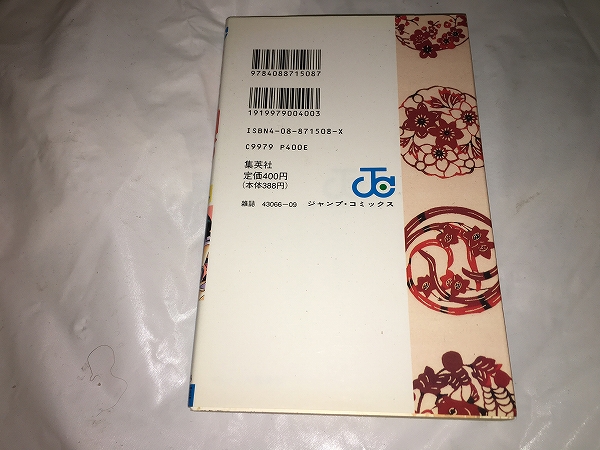 9784088715087
1919979004003
ISBN4-08-871508-X
C9979 P400E
集英社
定価400円
(本体388円)
JC
雑誌 43066-09 ジャンプ・コミックス